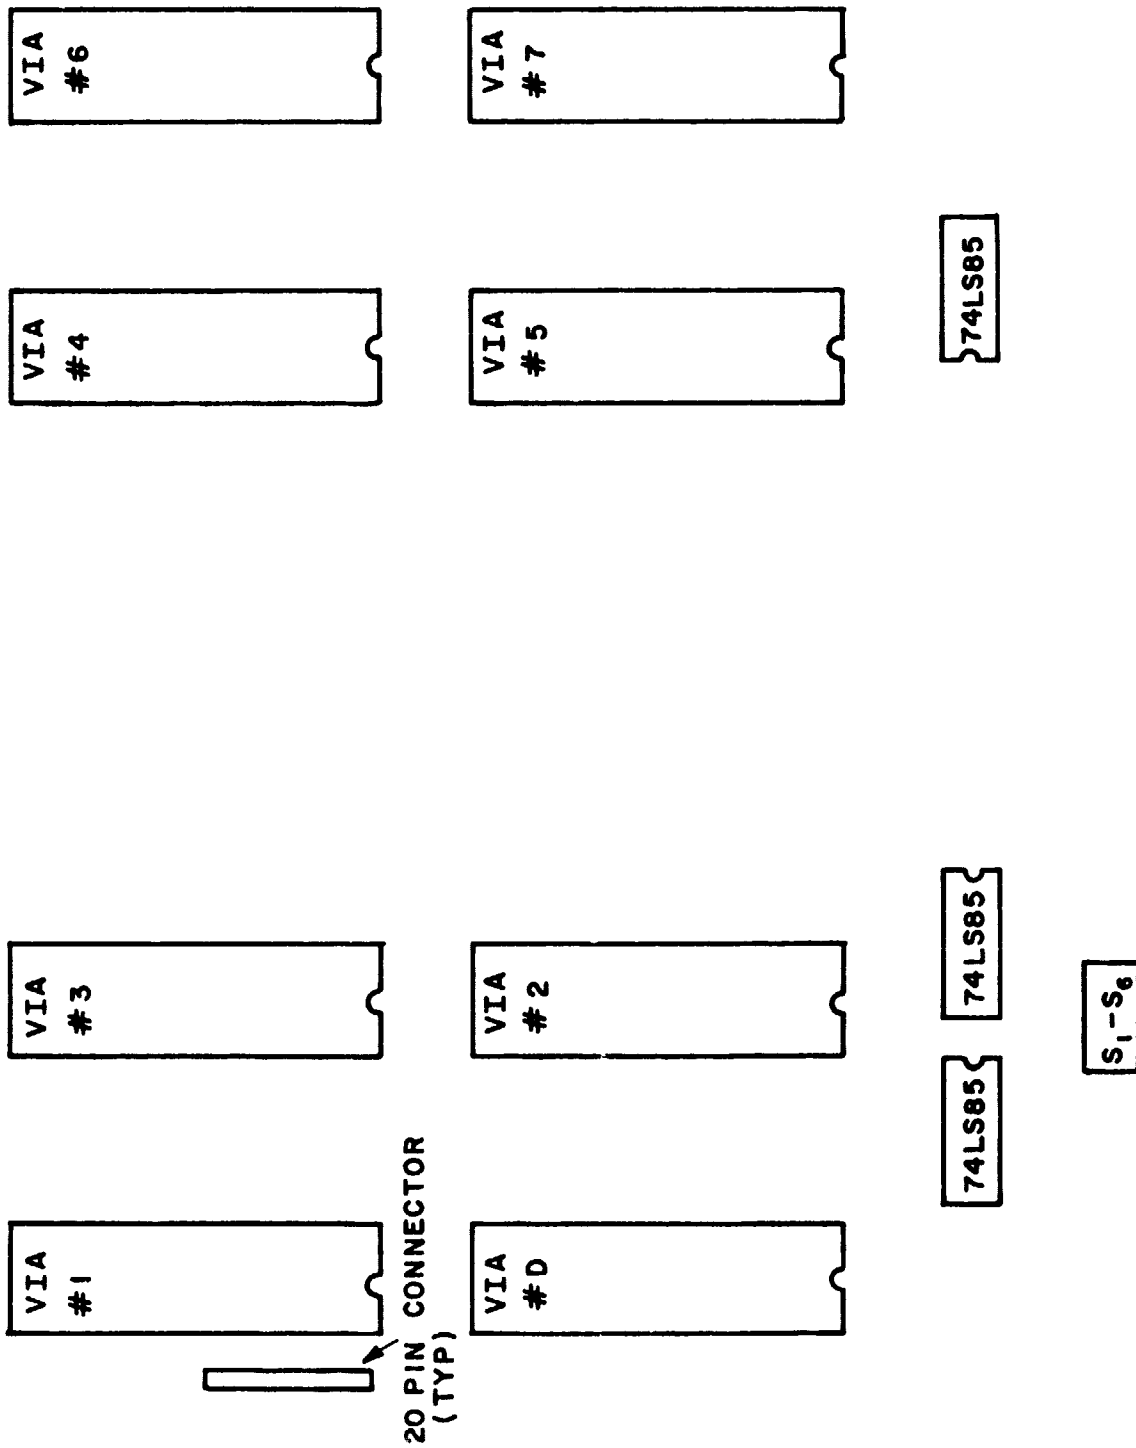 VIA
#1
VIA
#3
VIA
#4
VIA
#6
20 PIN CONNECTOR
(TYP)
VIA
#D
VIA
#2
VIA
#5
VIA
#7
74LS85
74LS85
74LS85
S₁-S₆